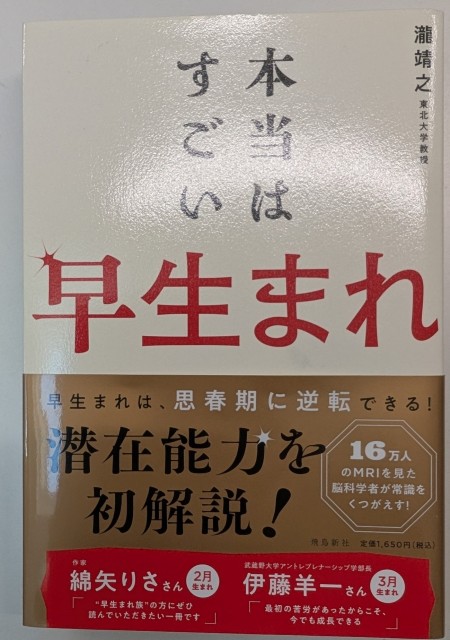 瀧靖之
東北大学教授
本当は
すごい
早生まれ
早生まれは、思春期に逆転できる!
潜在能力を
初解説!
16万人
のMRIを見た
脳科学者が常識を
くつがえす!
飛鳥新社 定価1,650円(税込)
作家
綿矢りささん
2月
生まれ
“早生まれ族”の方にぜひ
読んでいただきたい一冊です
武蔵野大学アントレプレナーシップ学部長
伊藤羊一さん
3月
生まれ
最初の苦労があったからこそ、
今でも成長できる